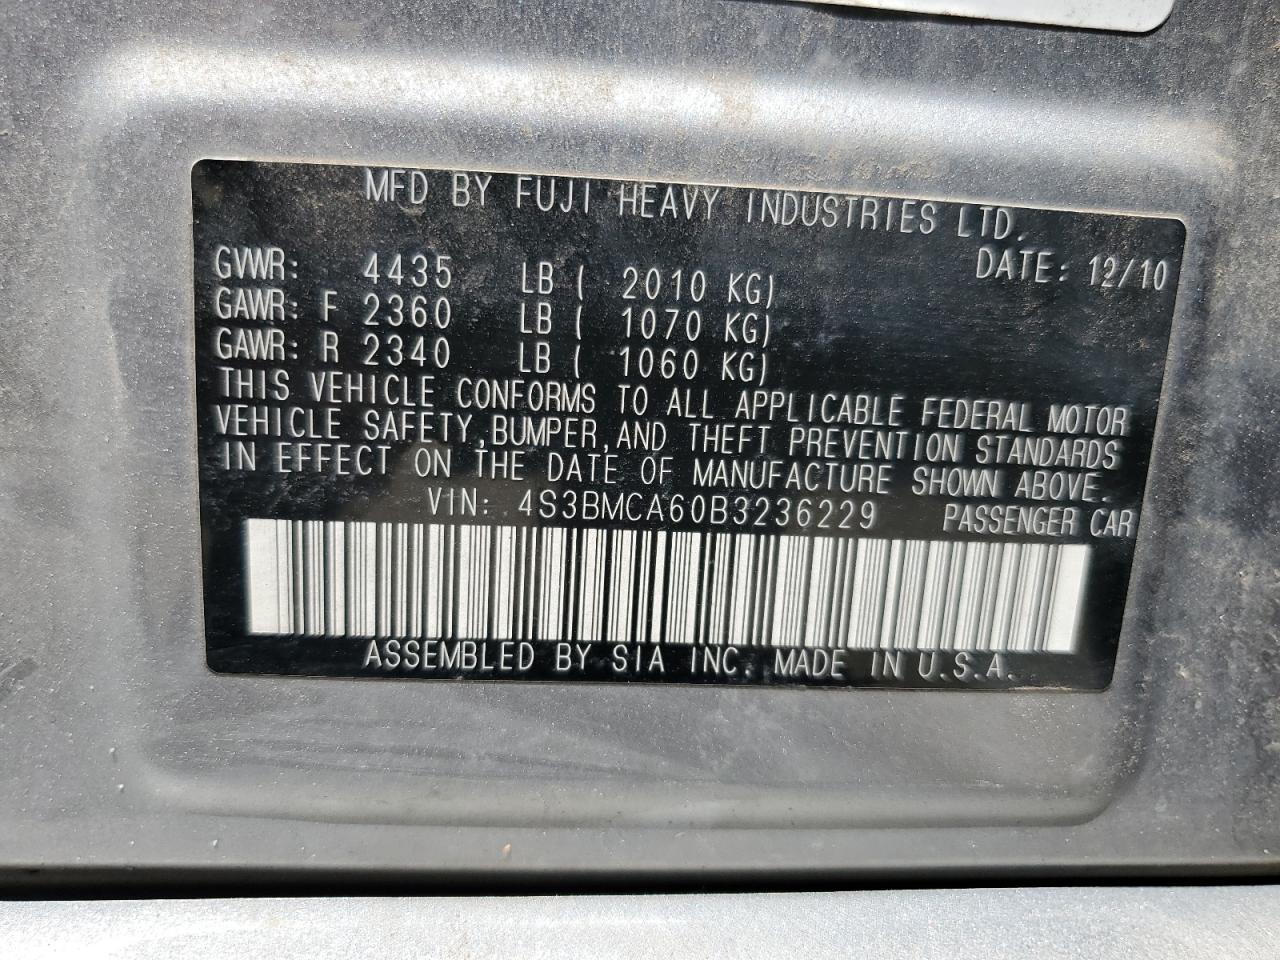 MFD BY FUJI HEAVY INDUSTRIES LTD.
DATE: 12/10
GVWR: 4435 LB ( 2010 KG)
GAWR: F 2360 LB ( 1070 KG)
GAWR: R 2340 LB ( 1060 KG)
THIS VEHICLE CONFORMS TO ALL APPLICABLE FEDERAL MOTOR
VEHICLE SAFETY,BUMPER,AND THEFT PREVENTION STANDARDS
IN EFFECT ON THE DATE OF MANUFACTURE SHOWN ABOVE.
VIN: 4S3BMCA60B3236229 PASSENGER CAR
ASSEMBLED BY SIA INC. MADE IN U.S.A.